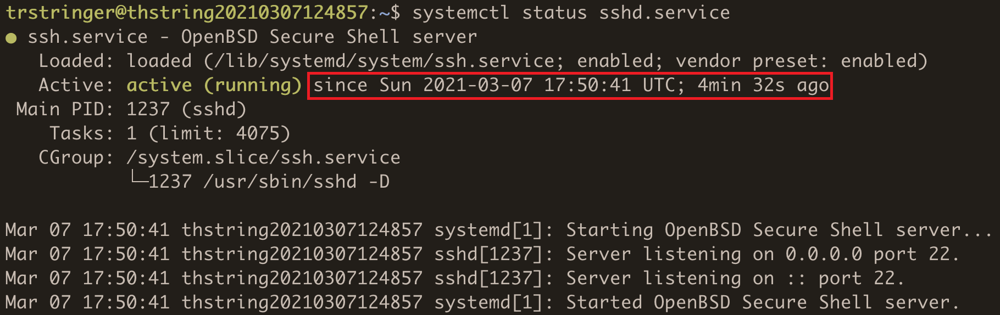 trstringer@thstring20210307124857:~$ systemctl status sshd.service
● ssh.service - OpenBSD Secure Shell server
Loaded: loaded (/lib/systemd/system/ssh.service; enabled; vendor preset: enabled)
Active: active (running) since Sun 2021-03-07 17:50:41 UTC; 4min 32s ago
Main PID: 1237 (sshd)
Tasks: 1 (limit: 4075)
CGroup: /system.slice/ssh.service
└─1237 /usr/sbin/sshd -D
Mar 07 17:50:41 thstring20210307124857 systemd[1]: Starting OpenBSD Secure Shell server...
Mar 07 17:50:41 thstring20210307124857 sshd[1237]: Server listening on 0.0.0.0 port 22.
Mar 07 17:50:41 thstring20210307124857 sshd[1237]: Server listening on :: port 22.
Mar 07 17:50:41 thstring20210307124857 systemd[1]: Started OpenBSD Secure Shell server.